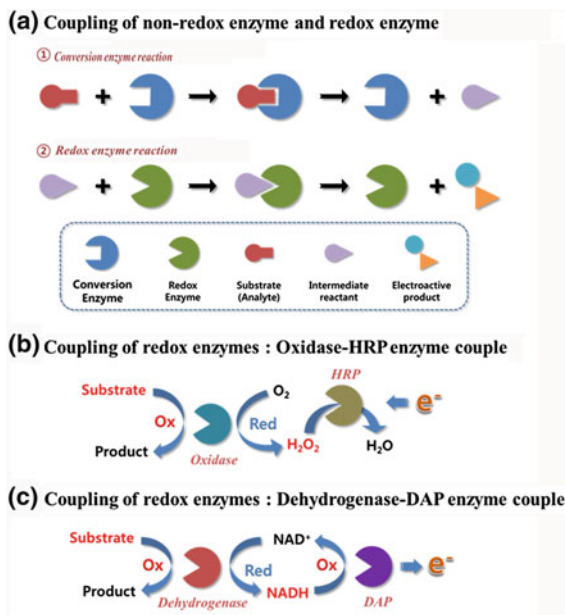 (a) Coupling of non-redox enzyme and redox enzyme
① Conversion enzyme reaction
+ +
② Redox enzyme reaction
+ +
Conversion Enzyme
Redox Enzyme
Substrate (Analyte)
Intermediate reactant
Electroactive product
(b) Coupling of redox enzymes : Oxidase-HRP enzyme couple
Substrate
Ox
Product
Oxidase
O₂
Red
H₂O₂
HRP
H₂O
e⁻
(c) Coupling of redox enzymes : Dehydrogenase-DAP enzyme couple
Substrate
Ox
Product
Dehydrogenase
NAD⁺
Red
NADH
Ox
DAP
e⁻